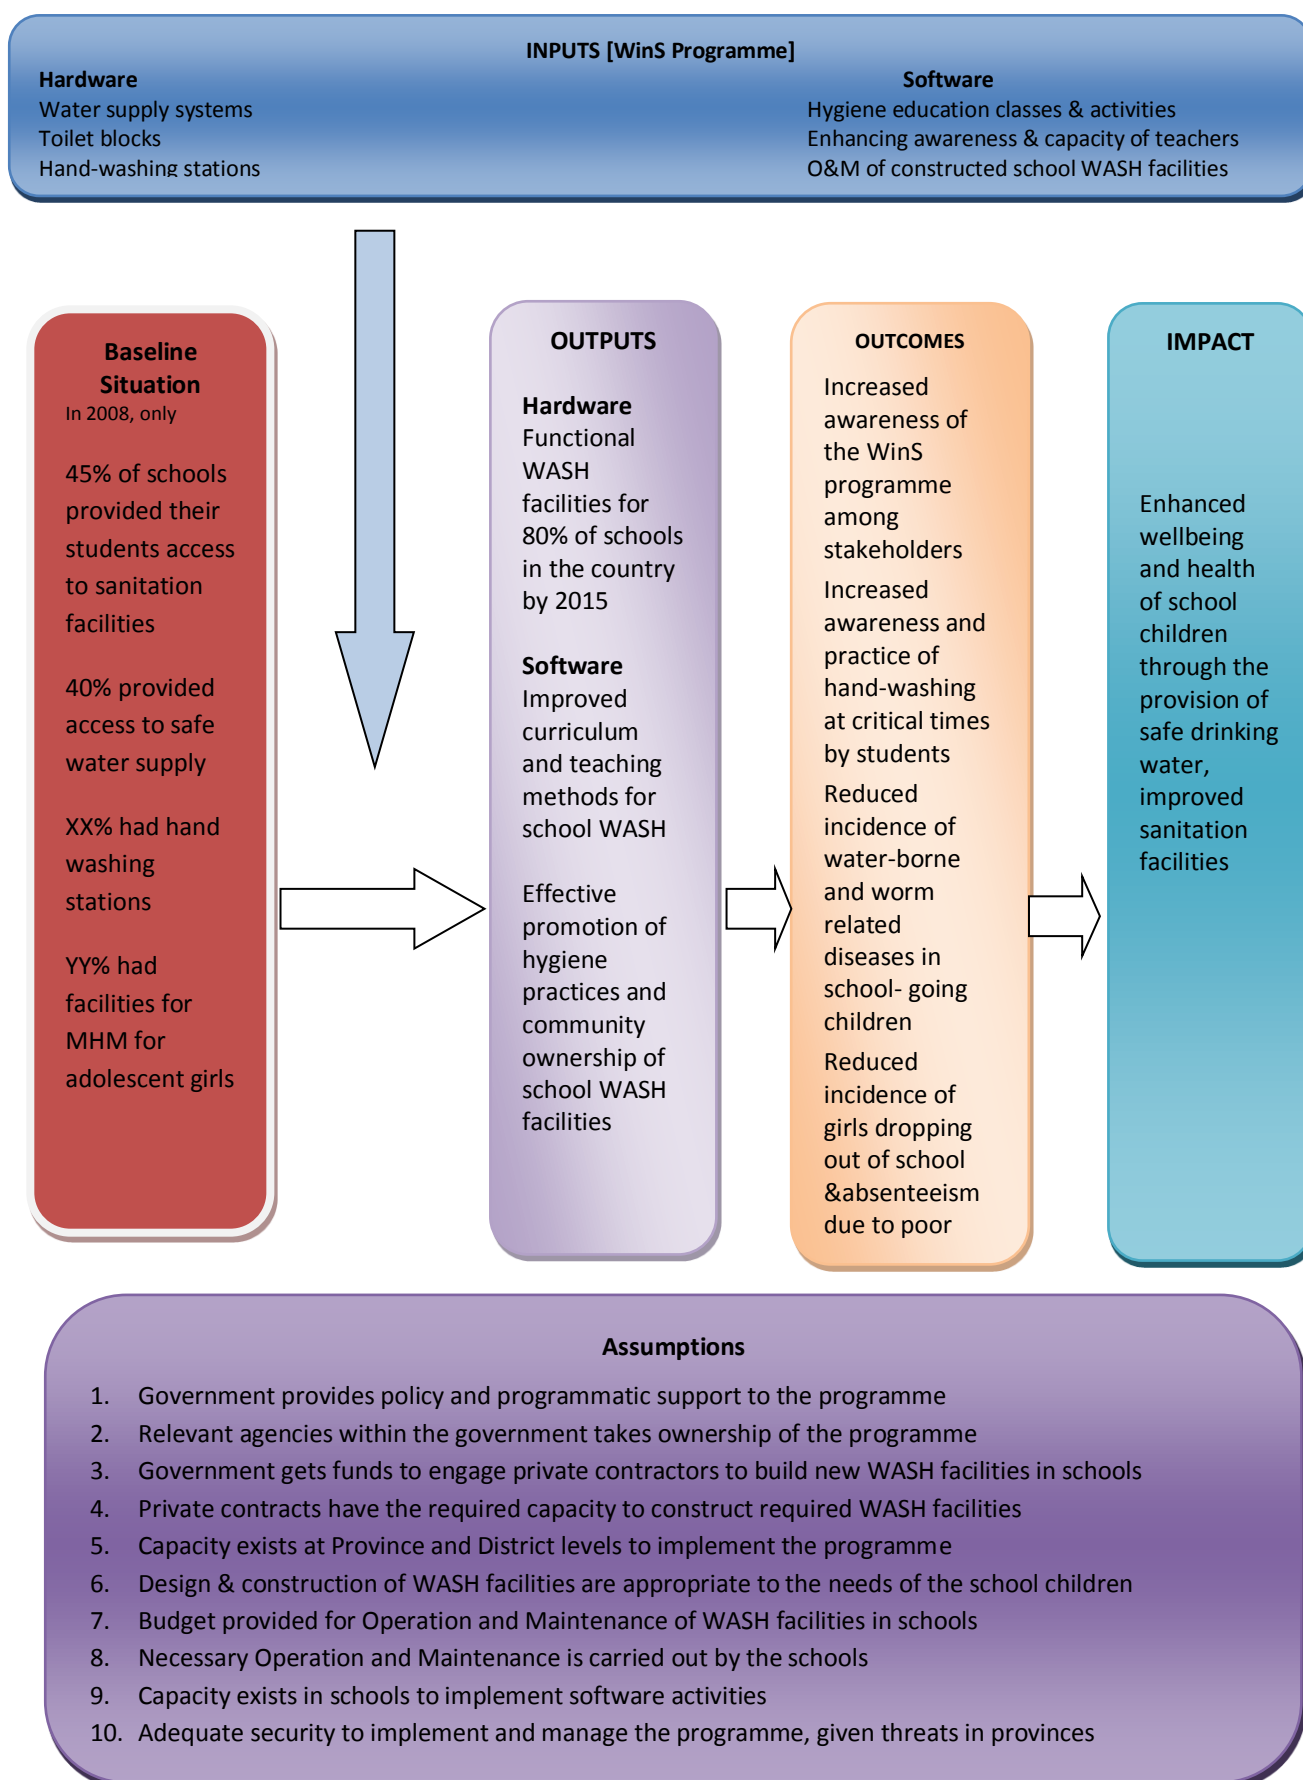 INPUTS [WinS Programme]
Hardware
Software
Water supply systems
Hygiene education classes & activities
Toilet blocks
Enhancing awareness & capacity of teachers
Hand-washing stations
O&M of constructed school WASH facilities
Baseline
Situation
In 2008, only
45% of schools
provided their
students access
to sanitation
facilities
40% provided
access to safe
water supply
XX% had hand
washing
stations
YY% had
facilities for
MHM for
adolescent girls
OUTPUTS
Hardware
Functional
WASH
facilities for
80% of schools
in the country
by 2015
Software
Improved
curriculum
and teaching
methods for
school WASH
Effective
promotion of
hygiene
practices and
community
ownership of
school WASH
facilities
OUTCOMES
Increased
awareness of
the WinS
programme
among
stakeholders
Increased
awareness and
practice of
hand-washing
at critical times
by students
Reduced
incidence of
water-borne
and worm
related
diseases in
school- going
children
Reduced
incidence of
girls dropping
out of school
&absenteeism
due to poor
IMPACT
Enhanced
wellbeing
and health
of school
children
through the
provision of
safe drinking
water,
improved
sanitation
facilities
Assumptions
1. Government provides policy and programmatic support to the programme
2. Relevant agencies within the government takes ownership of the programme
3. Government gets funds to engage private contractors to build new WASH facilities in schools
4. Private contracts have the required capacity to construct required WASH facilities
5. Capacity exists at Province and District levels to implement the programme
6. Design & construction of WASH facilities are appropriate to the needs of the school children
7. Budget provided for Operation and Maintenance of WASH facilities in schools
8. Necessary Operation and Maintenance is carried out by the schools
9. Capacity exists in schools to implement software activities
10. Adequate security to implement and manage the programme, given threats in provinces